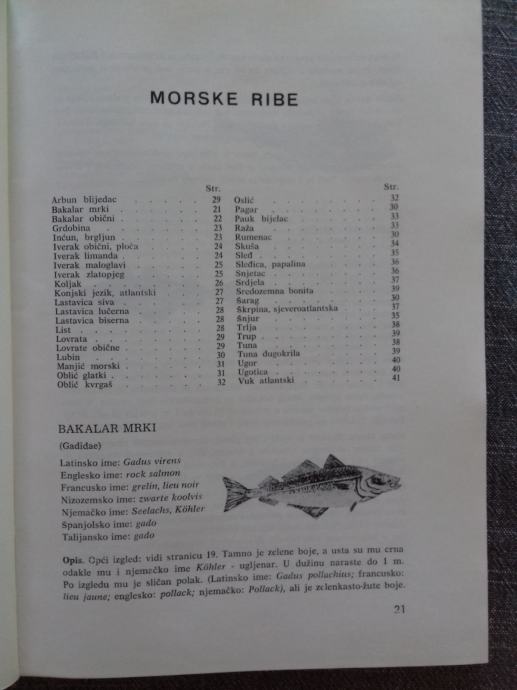 MORSKE RIBE
Str.
Arbun blijedac . . . . . . 29
Bakalar mrki . . . . . . 21
Bakalar obični . . . . . . 22
Grdobina . . . . . . 23
Inćun, brgljun . . . . . . 23
Iverak obični, ploča . . . . 24
Iverak limanda . . . . . 24
Iverak maloglavi . . . . . 25
Iverak zlatopjeg . . . . . 25
Koljak . . . . . . 26
Konjski jezik, atlantski . . . 27
Lastavica siva . . . . . 27
Lastavica lučerna . . . . . 28
Lastavica biserna . . . . . 28
List . . . . . . 28
Lovrata . . . . . . 29
Lovrate obične . . . . . 29
Lubin . . . . . . 30
Manjić morski . . . . . 31
Oblić glatki . . . . . . 31
Oblić kvrgaš . . . . . . 32
Str.
Oslić . . . . . . 32
Pagar . . . . . . 30
Pauk bijelac . . . . . . 33
Raža . . . . . . 33
Rumenac . . . . . . 30
Skuša . . . . . . 34
Sled . . . . . . 35
Sleđica, papalina . . . . . 36
Snjetac . . . . . . 36
Srdjela . . . . . . 37
Sredozemna bonita . . . . 39
Šarag . . . . . . 30
Škrpina, sjeveroatlantska . . . 37
Šnjur . . . . . . 35
Trlja . . . . . . 38
Trup . . . . . . 39
Tuna . . . . . . 38
Tuna dugokrila . . . . . 39
Ugor . . . . . . 40
Ugotica . . . . . . 40
Vuk atlantski . . . . . 41
BAKALAR MRKI
(Gadidae)
Latinsko ime: Gadus virens
Englesko ime: rock salmon
Francusko ime: grelin, lieu noir
Nizozemsko ime: zwarte koolvis
Njemačko ime: Seelachs, Köhler
Španjolsko ime: gado
Talijansko ime: gado
Opis. Opći izgled: vidi stranicu 19. Tamno je zelene boje, a usta su mu crna
odakle mu i njemačko ime Köhler - ugljenar. U dužinu naraste do 1 m.
Po izgledu mu je sličan polak. (Latinsko ime: Gadus pollachius; francusko:
lieu jaune; englesko: pollack; njemačko: Pollack), ali je zelenkasto-žute boje.
21